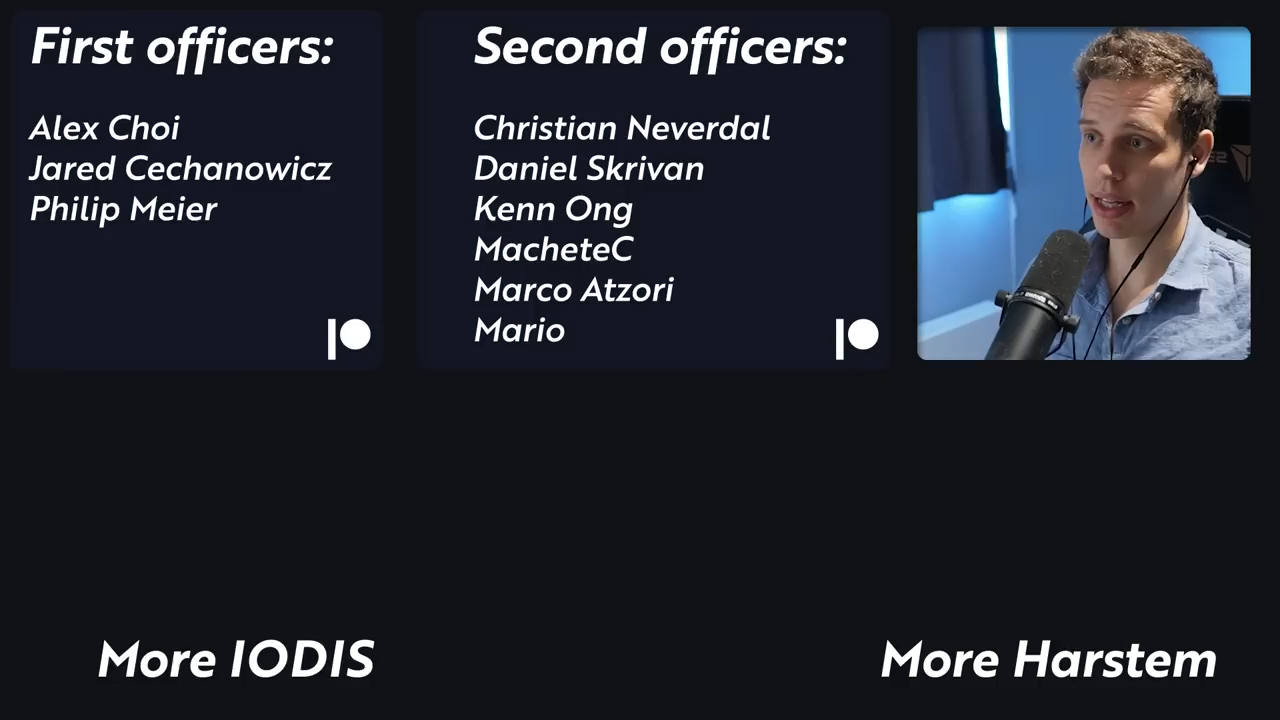 First officers:
Alex Choi
Jared Cechanowicz
Philip Meier
Second officers:
Christian Neverdal
Daniel Skrivan
Kenn Ong
MacheteC
Marco Atzori
Mario
More IODIS
More Harstem